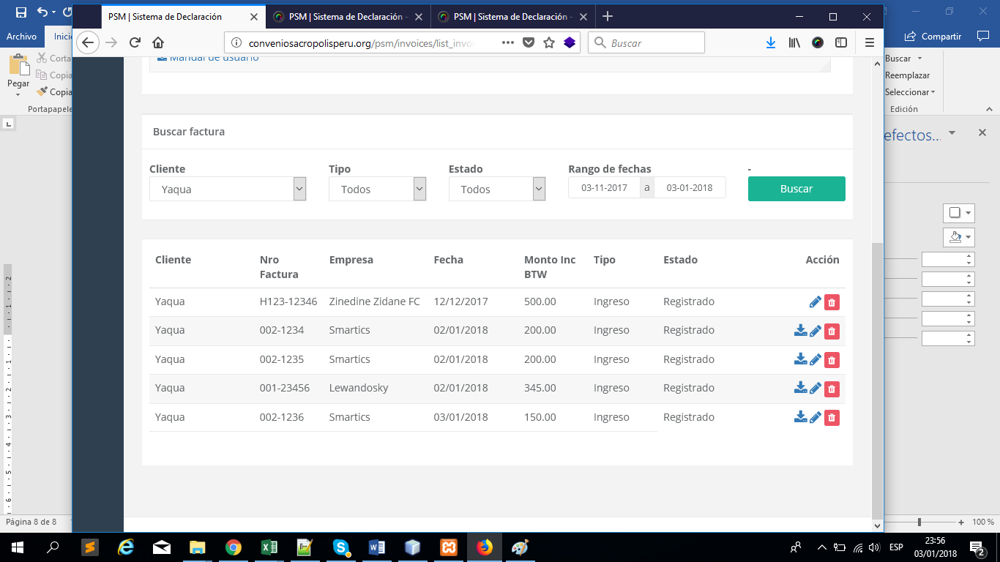 PSM | Sistema de Declaración
PSM | Sistema de Declaración -
PSM | Sistema de Declaración -
Archivo
Inicio
Compartir
conveniosacropolisperu.org/psm/invoices/list_invoi
Buscar
Pegar
Corta
Copia
Copia
Portapapele
Buscar
Reemplazar
Seleccionar
Edición
efectos...
Manual de usuario
Buscar factura
Cliente Tipo Estado Rango de fechas -
Yaqua Todos Todos 03-11-2017 a 03-01-2018 Buscar
Cliente Nro Factura Empresa Fecha Monto Inc BTW Tipo Estado Acción
Yaqua H123-12346 Zinedine Zidane FC 12/12/2017 500.00 Ingreso Registrado
Yaqua 002-1234 Smartics 02/01/2018 200.00 Ingreso Registrado
Yaqua 002-1235 Smartics 02/01/2018 200.00 Ingreso Registrado
Yaqua 001-23456 Lewandosky 02/01/2018 345.00 Ingreso Registrado
Yaqua 002-1236 Smartics 03/01/2018 150.00 Ingreso Registrado
Página 8 de 8
100 %
ESP
23:56
03/01/2018
2